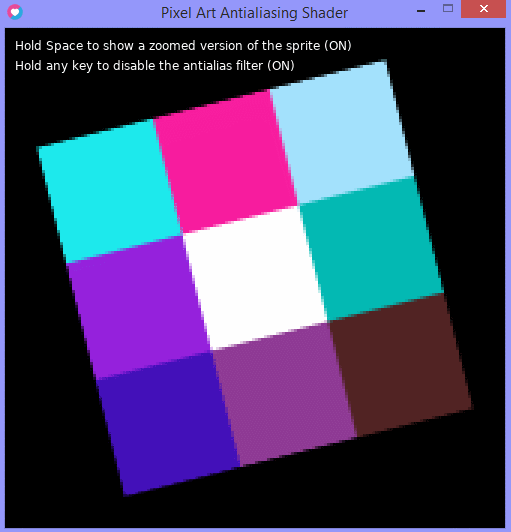 Pixel Art Antialiasing Shader
Hold Space to show a zoomed version of the sprite (ON)
Hold any key to disable the antialias filter (ON)